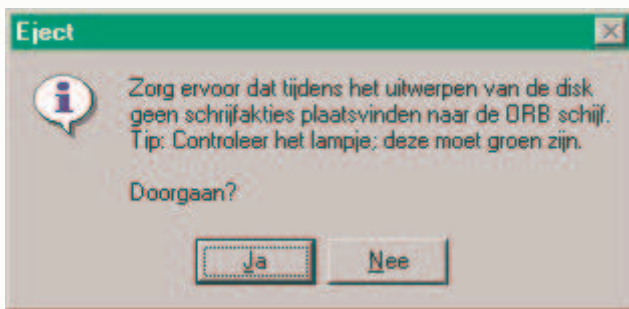 Eject
Zorg ervoor dat tijdens het uitwerpen van de disk
geen schrijfakties plaatsvinden naar de ORB schijf.
Tip: Controleer het lampje; deze moet groen zijn.
Doorgaan?
Ja Nee